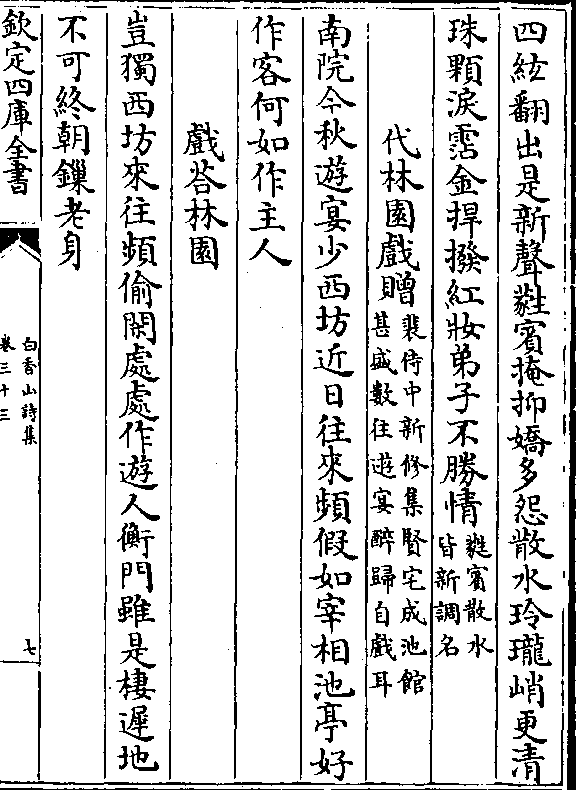 四絃翻出是新聲蕤賓掩抑嬌多怨散水玲瓏峭更清
珠顆淚霑金捍撥紅妝弟子不勝情蕤賓散水
皆新調名
代林園戲贈裴侍中新修集賢宅成池館
甚盛數往遊宴醉歸自戲耳
南院今秋遊宴少西坊近日往來頻假如宰相池亭好
作客何如作主人
戲荅林園
豈獨西坊來往頻偷閑處處作遊人衡門雖是棲遲地
不可終朝鏁老身
欽定四庫全書
白香山詩集
卷三十三
七